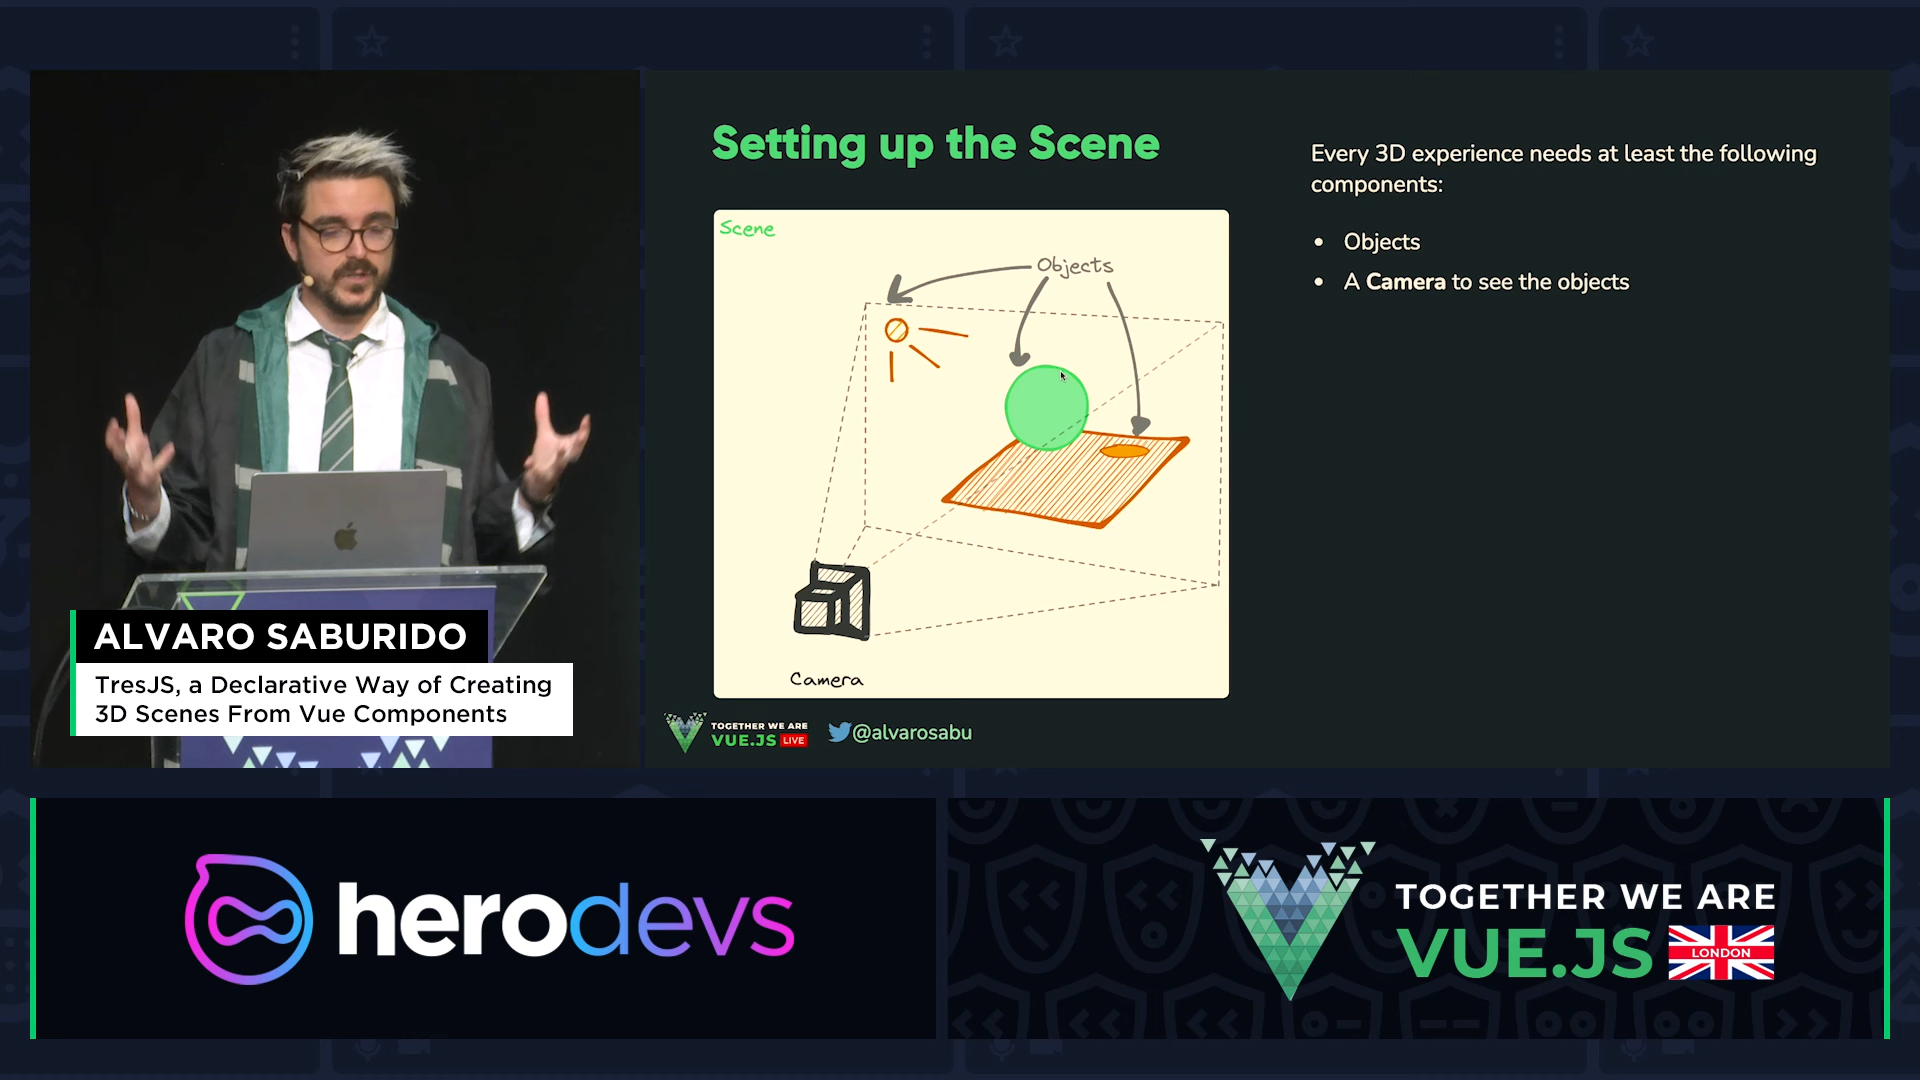 Setting up the Scene
Scene
Objects
Camera
Every 3D experience needs at least the following
components:
• Objects
• A Camera to see the objects
TOGETHER WE ARE
VUE.JS LIVE
@alvarosabu
ALVARO SABURIDO
TresJS, a Declarative Way of Creating
3D Scenes From Vue Components
herodevs
TOGETHER WE ARE
VUE.JS LONDON